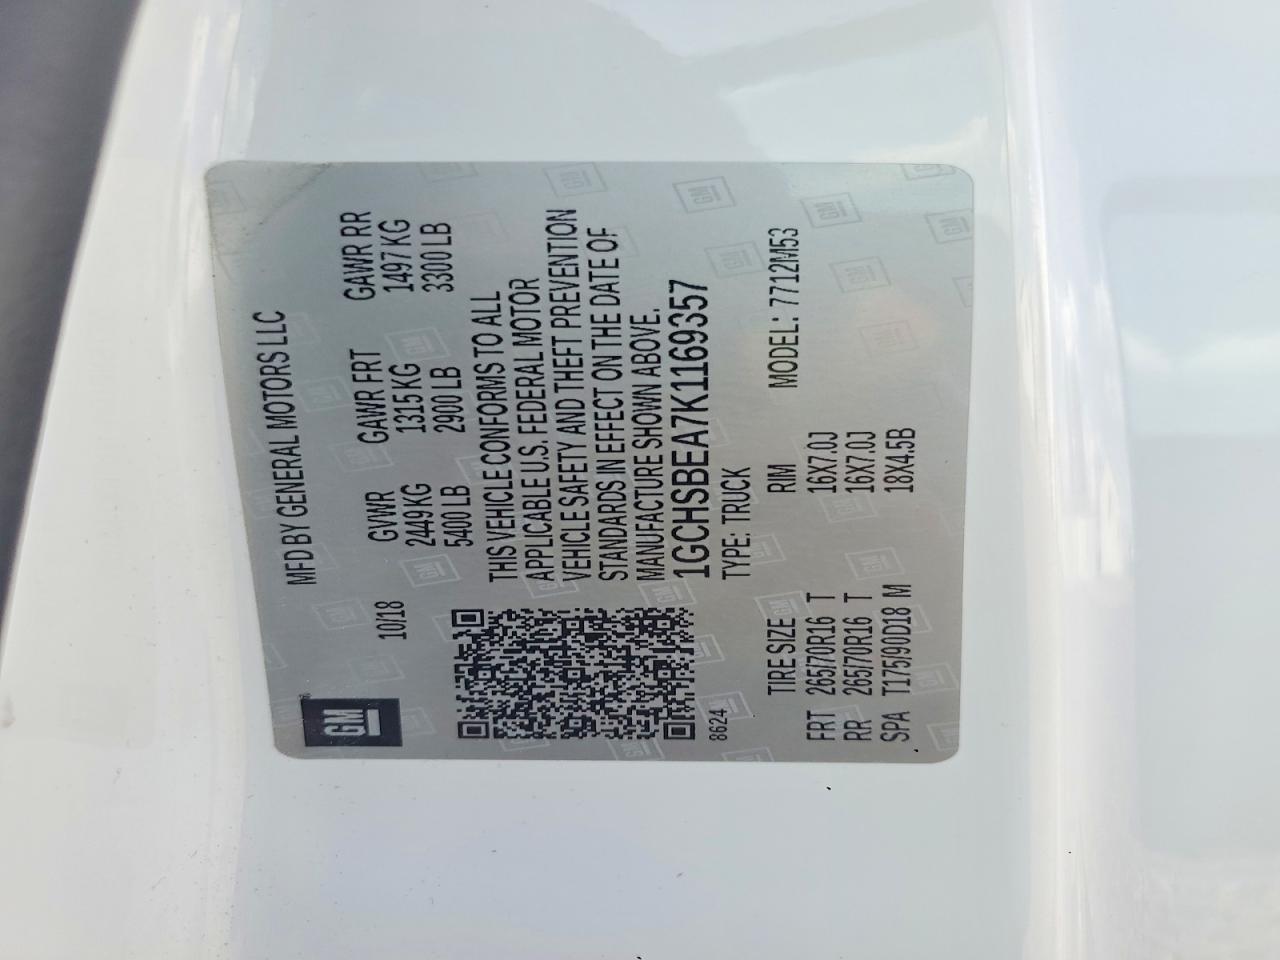 GM
MFD BY GENERAL MOTORS LLC
10/18
GVWR GAWR FRT GAWR RR
2449 KG 1315 KG 1497 KG
5400 LB 2900 LB 3300 LB
THIS VEHICLE CONFORMS TO ALL
APPLICABLE U.S. FEDERAL MOTOR
VEHICLE SAFETY AND THEFT PREVENTION
STANDARDS IN EFFECT ON THE DATE OF
MANUFACTURE SHOWN ABOVE.
1GCHSBEA7K1169357
8624
TYPE: TRUCK
TIRE SIZE RIM MODEL: 7712M53
FRT 265/70R16 T 16X7.0J
RR 265/70R16 T 16X7.0J
SPA T175/90D18 M 18X4.5B